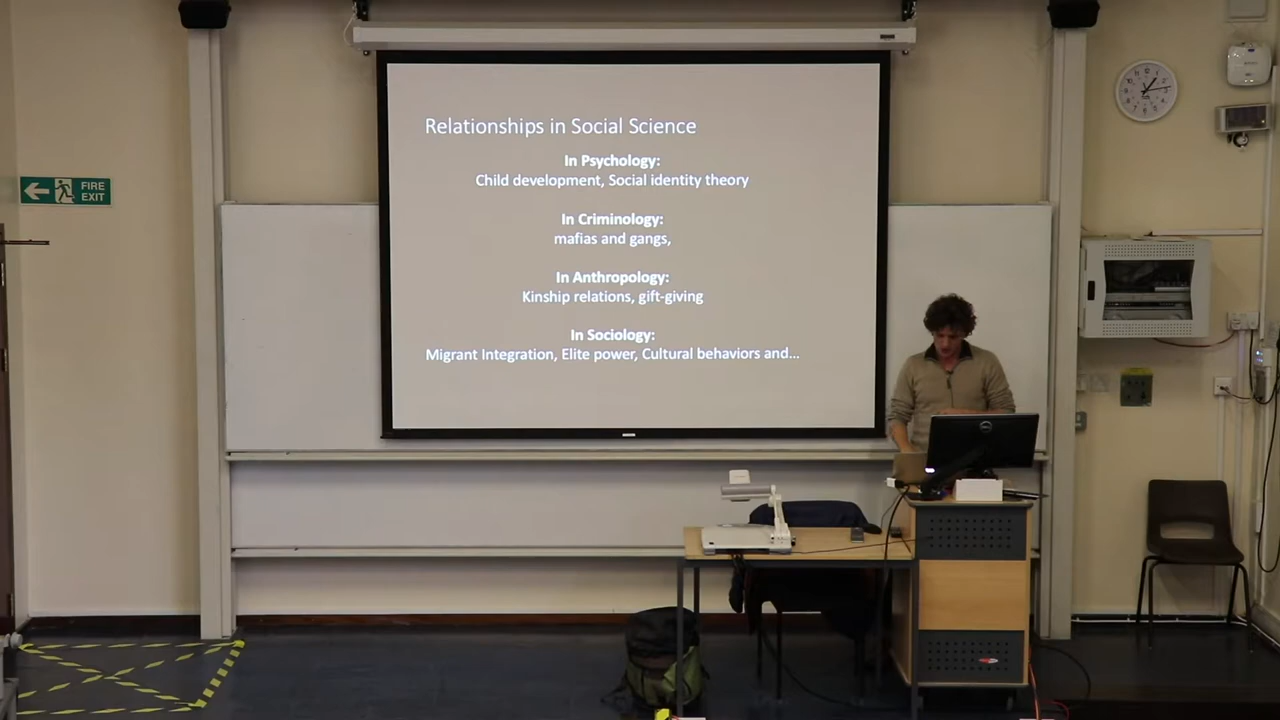 Relationships in Social Science
In Psychology:
Child development, Social identity theory
In Criminology:
mafias and gangs,
In Anthropology:
Kinship relations, gift-giving
In Sociology:
Migrant Integration, Elite power, Cultural behaviors and...
FIRE
EXIT
DELL